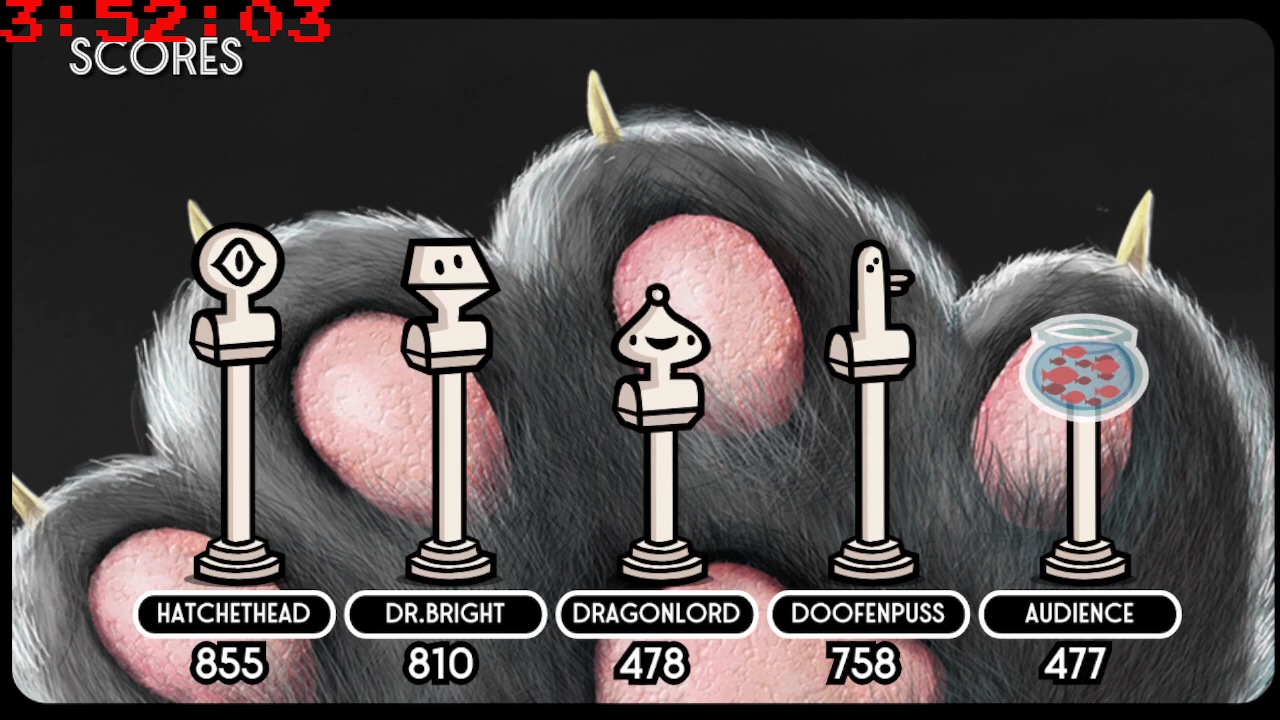 3:52:03
SCORES
HATCHETHEAD DR.BRIGHT DRAGONLORD DOOFENPUSS AUDIENCE
855 810 478 758 477